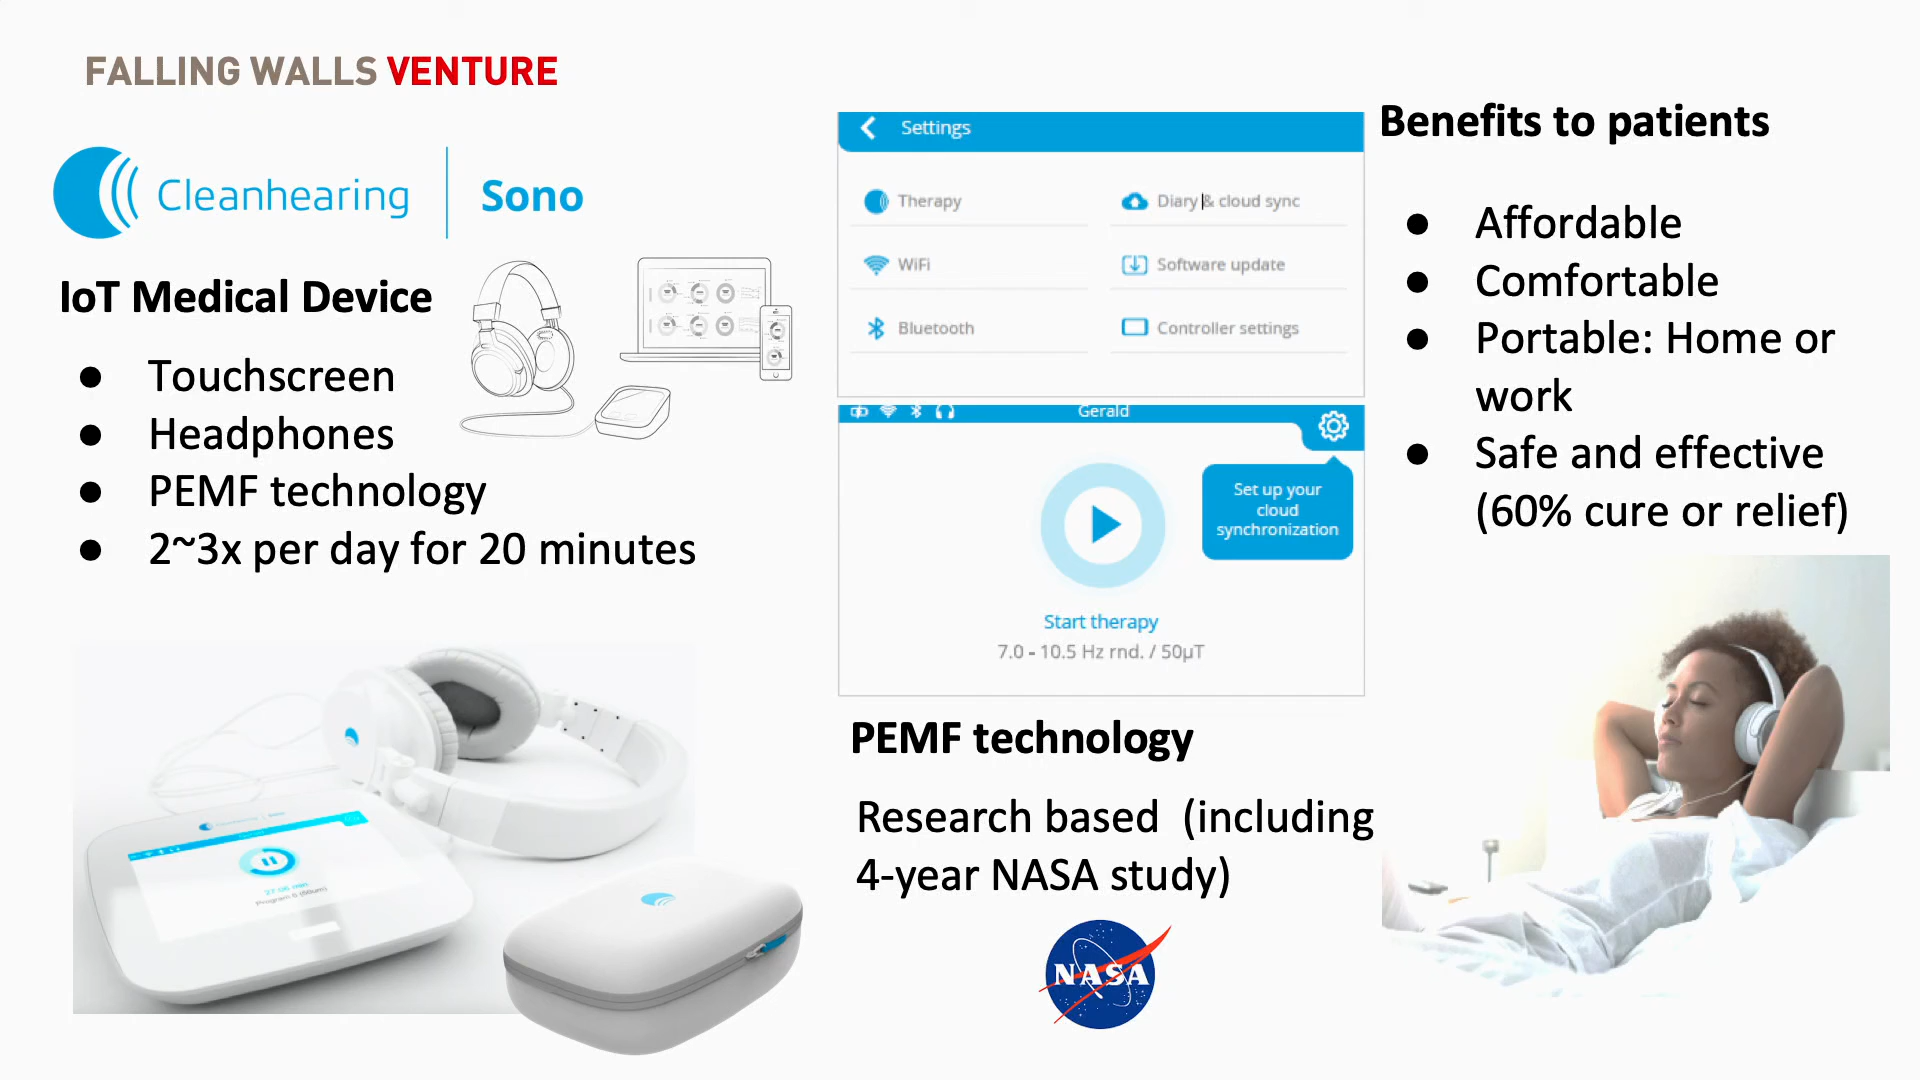 FALLING WALLS VENTURE
Cleanhearing
Sono
IoT Medical Device
● Touchscreen
● Headphones
● PEMF technology
● 2~3x per day for 20 minutes
Settings
Therapy
Diary & cloud sync
WiFi
Software update
Bluetooth
Controller settings
Gerald
Set up your
cloud
synchronization
Start therapy
7.0 - 10.5 Hz rnd. / 50µT
PEMF technology
Research based (including
4-year NASA study)
NASA
Benefits to patients
● Affordable
● Comfortable
● Portable: Home or
work
● Safe and effective
(60% cure or relief)